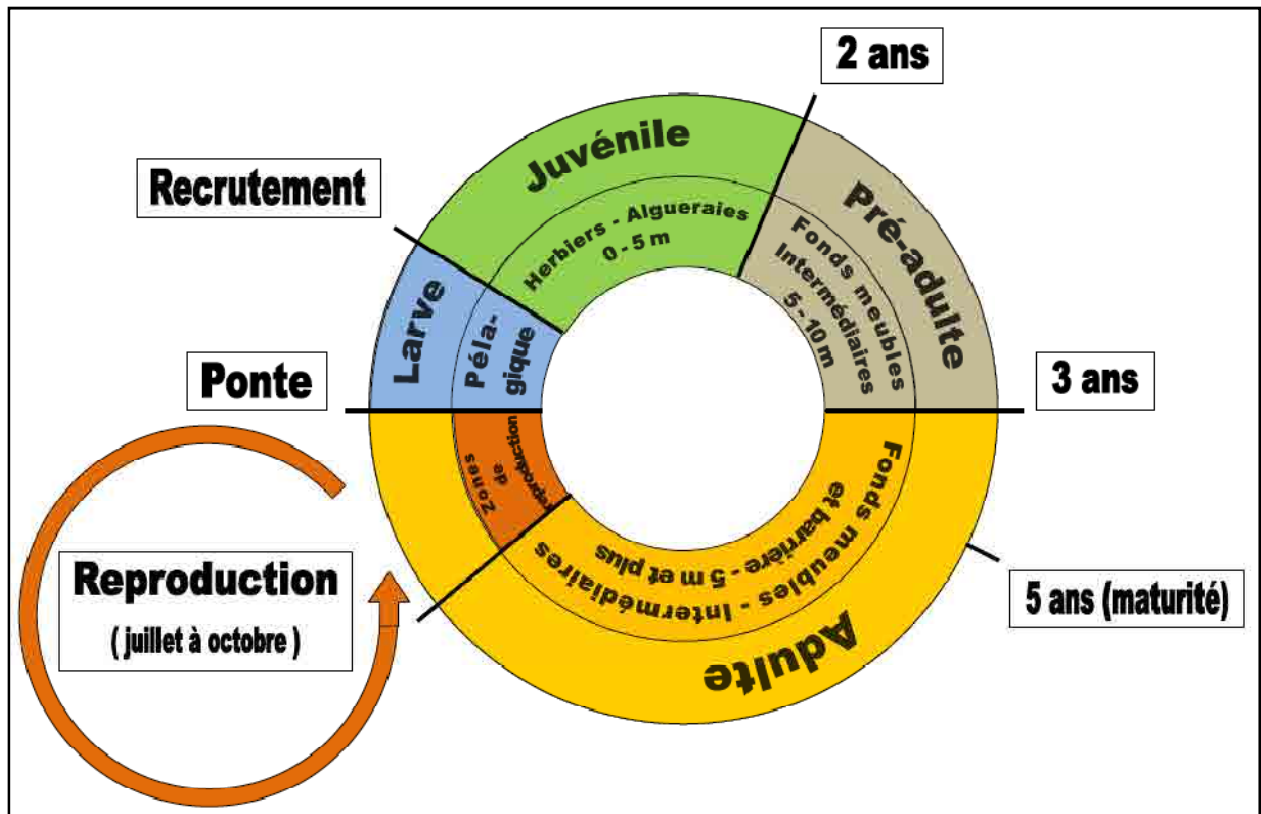 2 ans
Juvénile
Recrutement
Pré-adulte
Herbiers - Algueraies
0 - 5 m
Fonds meubles
Intermédiaires
5 - 10 m
Larve
Péla-
gique
Ponte
3 ans
Zones
de
reproduction
Reproduction
( juillet à octobre )
Fonds meubles - Intermédiaires
et barrière - 5 m et plus
5 ans (maturité)
Adulte